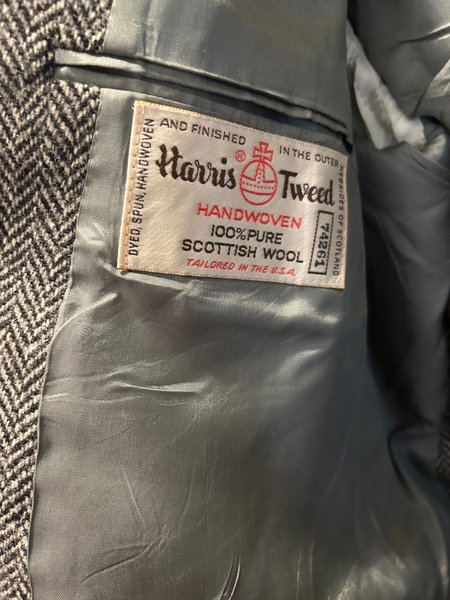 DYED, SPUN, HANDWOVEN
AND FINISHED
IN THE OUTER
HEBRIDES OF SCOTLAND
Harris ® Tweed
HANDWOVEN
100% PURE
SCOTTISH WOOL
TAILORED IN THE U.S.A.
74261